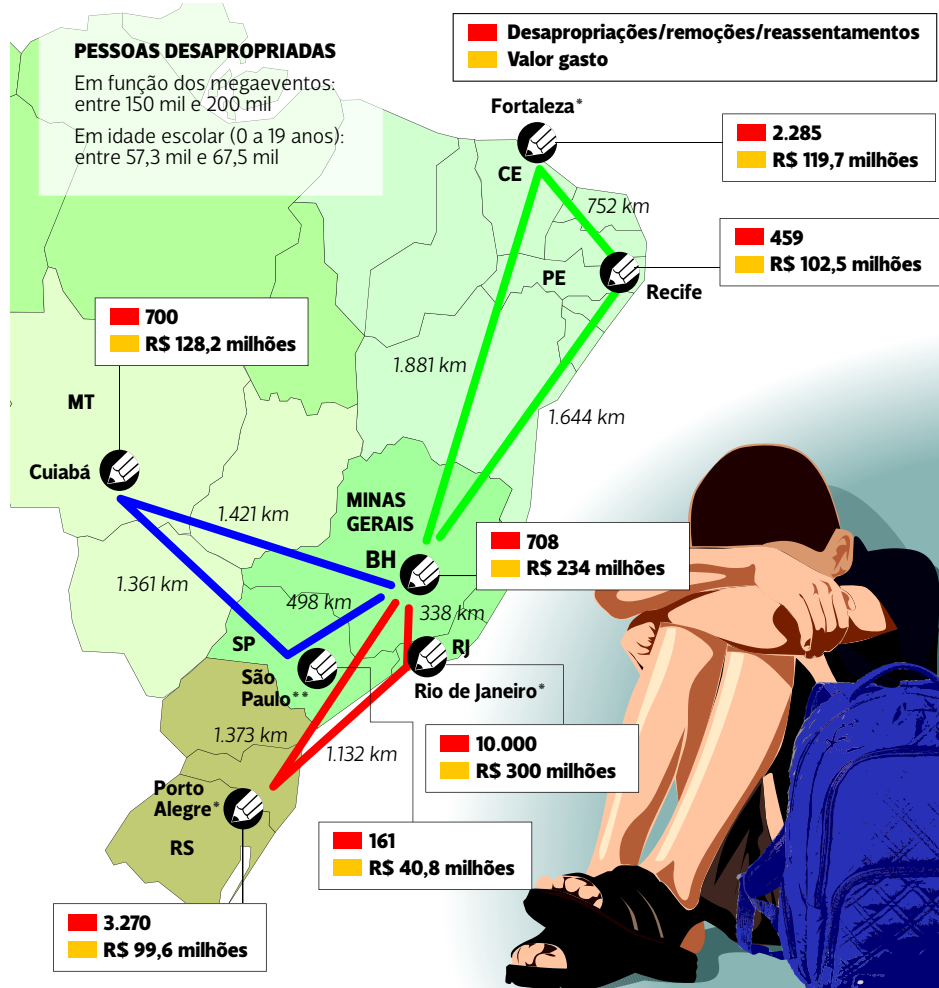 PESSOAS DESAPROPRIADAS
Em função dos megaeventos:
entre 150 mil e 200 mil
Em idade escolar (0 a 19 anos):
entre 57,3 mil e 67,5 mil
Desapropriações/remoções/reassentamentos
Valor gasto
Fortaleza*
CE
2.285
R$ 119,7 milhões
752 km
459
R$ 102,5 milhões
PE
Recife
700
R$ 128,2 milhões
1.881 km
MT
1.644 km
Cuiabá
1.421 km
MINAS
GERAIS
BH
708
R$ 234 milhões
1.361 km
498 km
338 km
SP
RJ
São
Paulo**
Rio de Janeiro*
1.373 km
1.132 km
10.000
R$ 300 milhões
Porto
Alegre*
RS
161
R$ 40,8 milhões
3.270
R$ 99,6 milhões